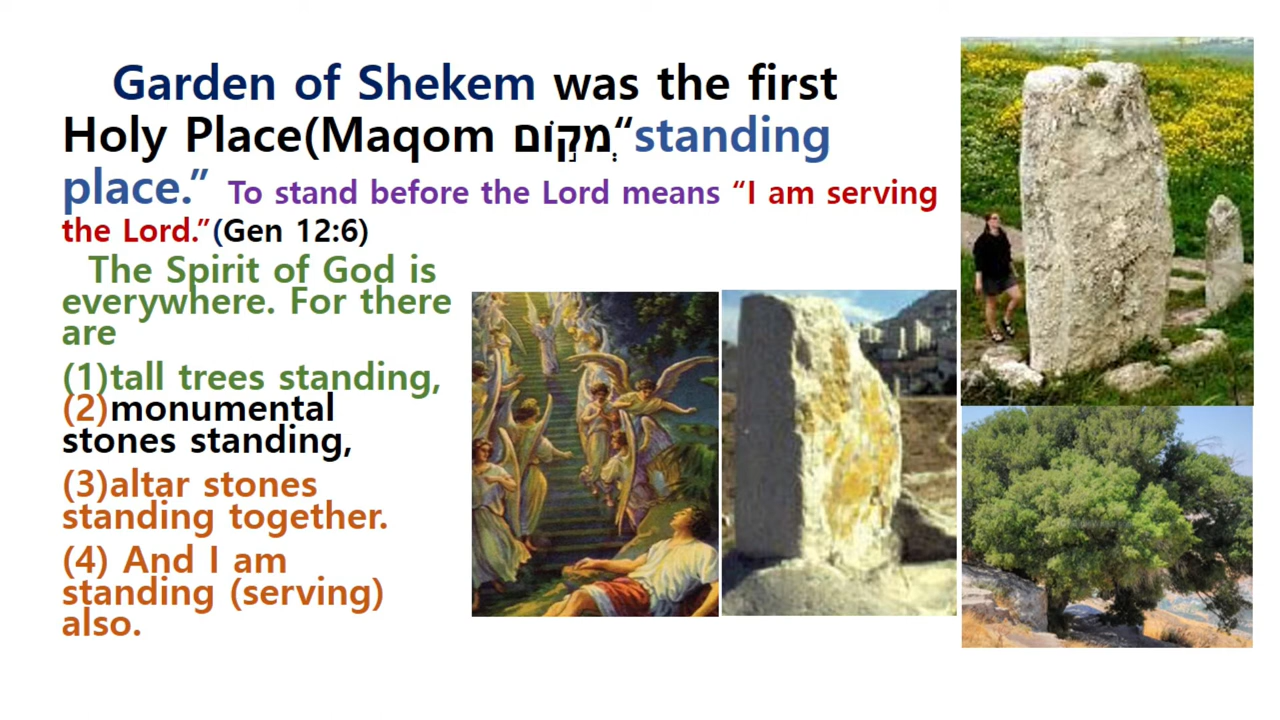 Garden of Shekem was the first
Holy Place(Maqom מְקָוֹם “standing
place.” To stand before the Lord means “I am serving
the Lord.”(Gen 12:6)
The Spirit of God is
everywhere. For there
are
(1)tall trees standing,
(2)monumental
stones standing,
(3)altar stones
standing together.
(4) And I am
standing (serving)
also.